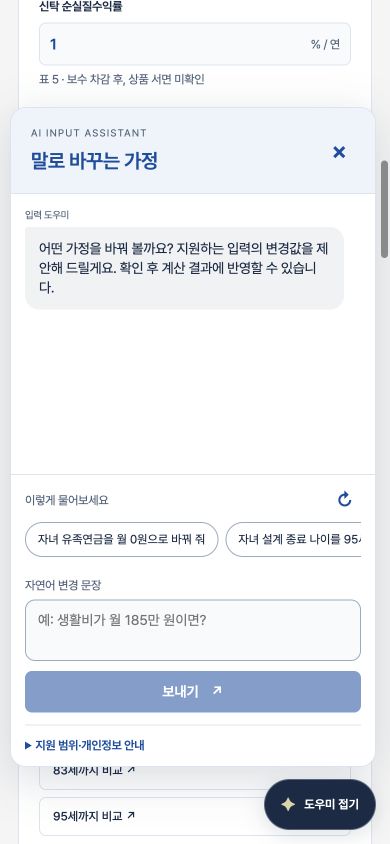 신탁 순실질수익률
1 % / 연
표 5 · 보수 차감 후, 상품 서면 미확인
AI INPUT ASSISTANT
말로 바꾸는 가정
입력 도우미
어떤 가정을 바꿔 볼까요? 지원하는 입력의 변경값을 제
안해 드릴게요. 확인 후 계산 결과에 반영할 수 있습니
다.
이렇게 물어보세요
자녀 유족연금을 월 0원으로 바꿔 줘
자녀 설계 종료 나이를 95
자연어 변경 문장
예: 생활비가 월 185만 원이면?
보내기 ↗
▶ 지원 범위·개인정보 안내
83세까지 비교 ↗
95세까지 비교 ↗
도우미 접기